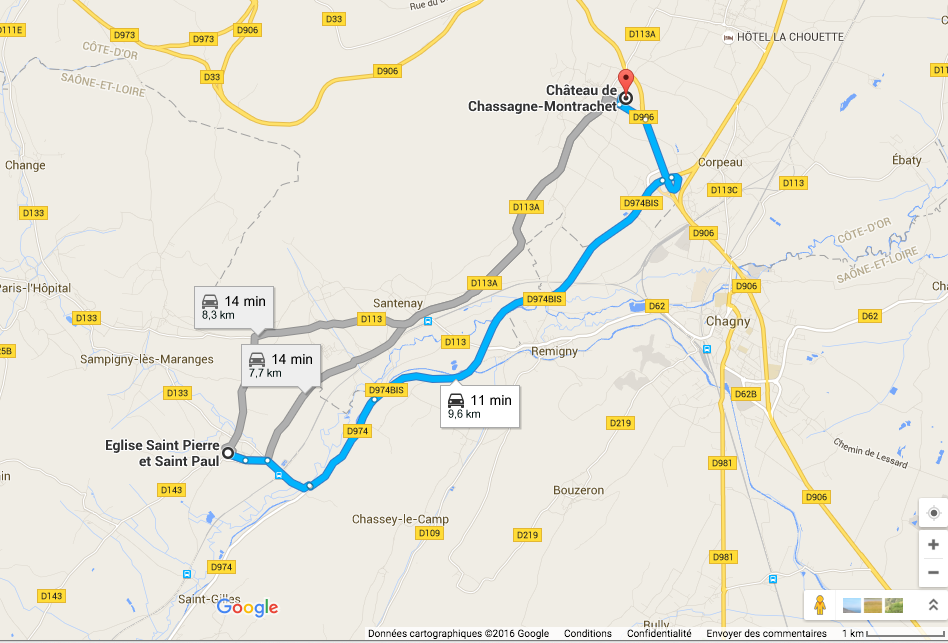 Rue du B
D33
D111E
D973
D973
D906
D113A
HÔTEL LA CHOUETTE
CÔTE-D'OR
SAÔNE-ET-LOIRE
D33
D906
Château de
Chassagne-Montrachet
D906
Change
Corpeau
Ébaty
D113C
D113
D133
D113A
D974BIS
D906
CÔTE-D'OR
SAÔNE-ET-LOIRE
Paris-l'Hôpital
D113A
D906
14 min
8,3 km
Santenay
D974BIS
D62
D62
D133
D113
Chagny
D113
Remigny
Sampigny-lès-Maranges
14 min
7,7 km
D133
D974BIS
11 min
9,6 km
D62B
D974
D219
Eglise Saint Pierre
et Saint Paul
Chemin de Lessard
D981
D143
Bouzeron
D906
Chassey-le-Camp
D109
D219
D981
D974
D143
Saint-Gilles
Google
Rully
Données cartographiques ©2016 Google Conditions Confidentialité Envoyer des commentaires 1 km